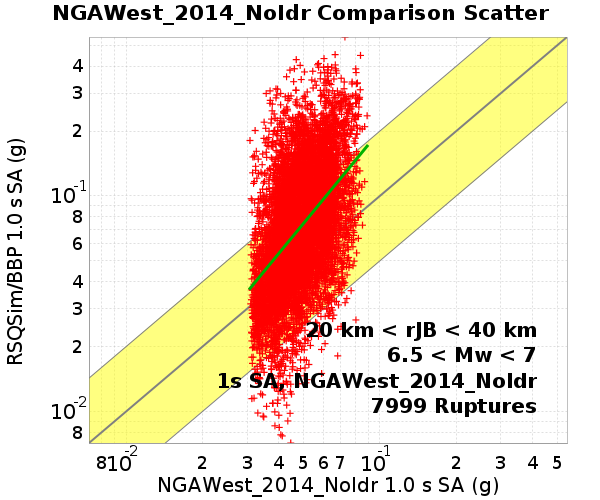 NGAWest_2014_NoIdr Comparison Scatter
RSQSim/BBP 1.0 s SA (g)
4
3
2
10-1
8
6
4
3
2
10-2
8
20 km < rJB < 40 km
6.5 < Mw < 7
1s SA, NGAWest_2014_NoIdr
7999 Ruptures
8 10-2 2 3 4 5 6 7 10-1 2 3 4 5
NGAWest_2014_NoIdr 1.0 s SA (g)